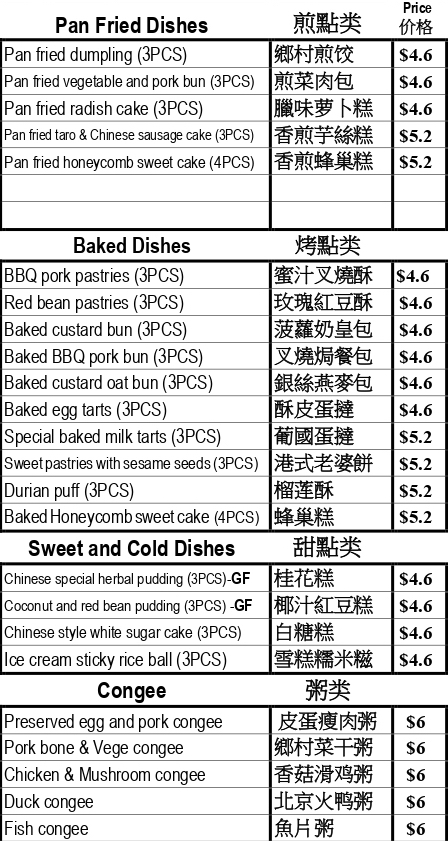 Pan Fried Dishes 煎點类 Price 价格
Pan fried dumpling (3PCS) 鄉村煎饺 $4.6
Pan fried vegetable and pork bun (3PCS) 煎菜肉包 $4.6
Pan fried radish cake (3PCS) 臘味萝卜糕 $4.6
Pan fried taro & Chinese sausage cake (3PCS) 香煎芋絲糕 $5.2
Pan fried honeycomb sweet cake (4PCS) 香煎蜂巢糕 $5.2
Baked Dishes 烤點类
BBQ pork pastries (3PCS) 蜜汁叉燒酥 $4.6
Red bean pastries (3PCS) 玫瑰紅豆酥 $4.6
Baked custard bun (3PCS) 菠蘿奶皇包 $4.6
Baked BBQ pork bun (3PCS) 叉燒焗餐包 $4.6
Baked custard oat bun (3PCS) 銀絲燕麥包 $4.6
Baked egg tarts (3PCS) 酥皮蛋撻 $4.6
Special baked milk tarts (3PCS) 葡國蛋撻 $5.2
Sweet pastries with sesame seeds (3PCS) 港式老婆餅 $5.2
Durian puff (3PCS) 榴莲酥 $5.2
Baked Honeycomb sweet cake (4PCS) 蜂巢糕 $5.2
Sweet and Cold Dishes 甜點类
Chinese special herbal pudding (3PCS)-GF 桂花糕 $4.6
Coconut and red bean pudding (3PCS) -GF 椰汁紅豆糕 $4.6
Chinese style white sugar cake (3PCS) 白糖糕 $4.6
Ice cream sticky rice ball (3PCS) 雪糕糯米糍 $4.6
Congee 粥类
Preserved egg and pork congee 皮蛋瘦肉粥 $6
Pork bone & Vege congee 鄉村菜干粥 $6
Chicken & Mushroom congee 香菇滑鸡粥 $6
Duck congee 北京火鸭粥 $6
Fish congee 魚片粥 $6